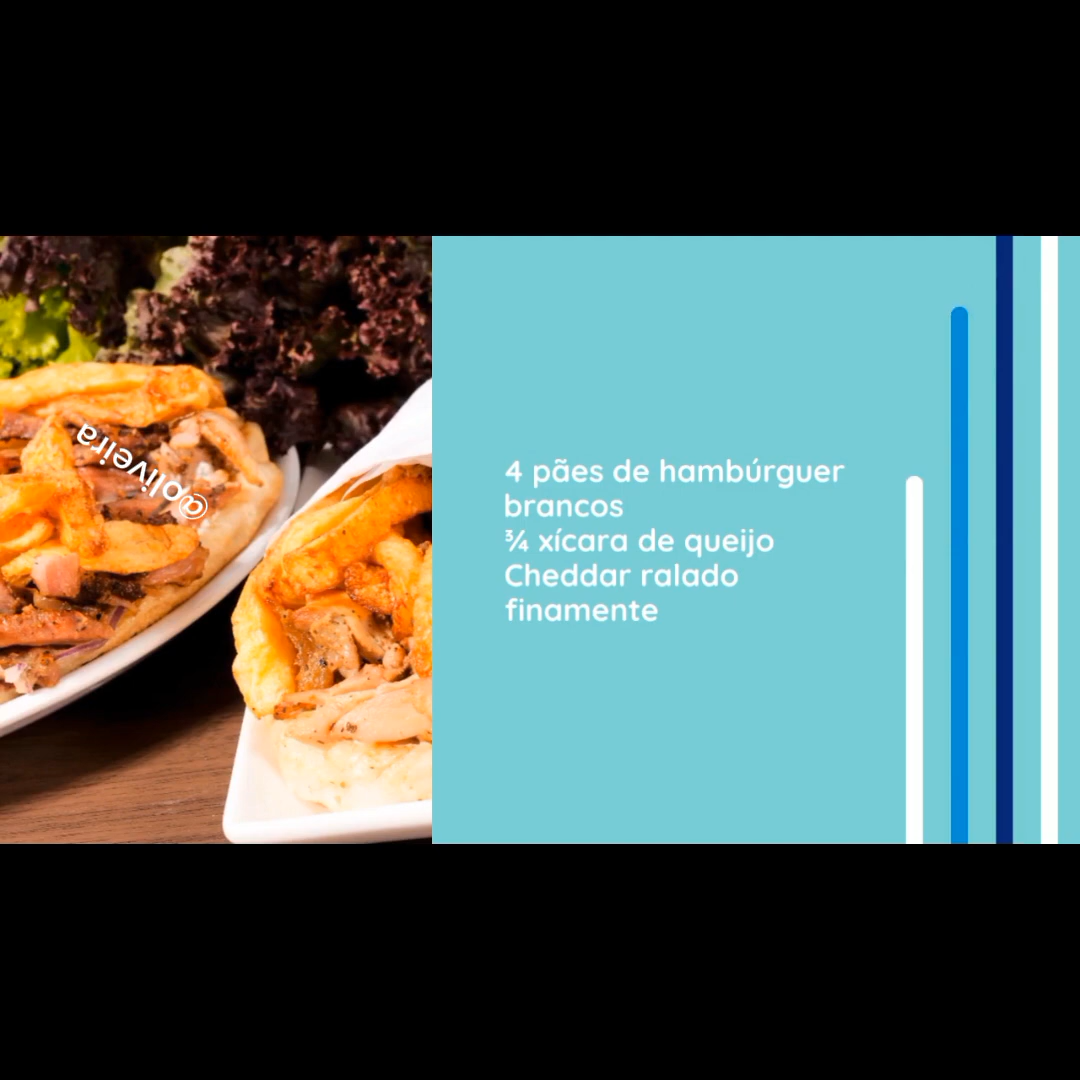 @oliveira
4 pães de hambúrguer
brancos
¾ xícara de queijo
Cheddar ralado
finamente